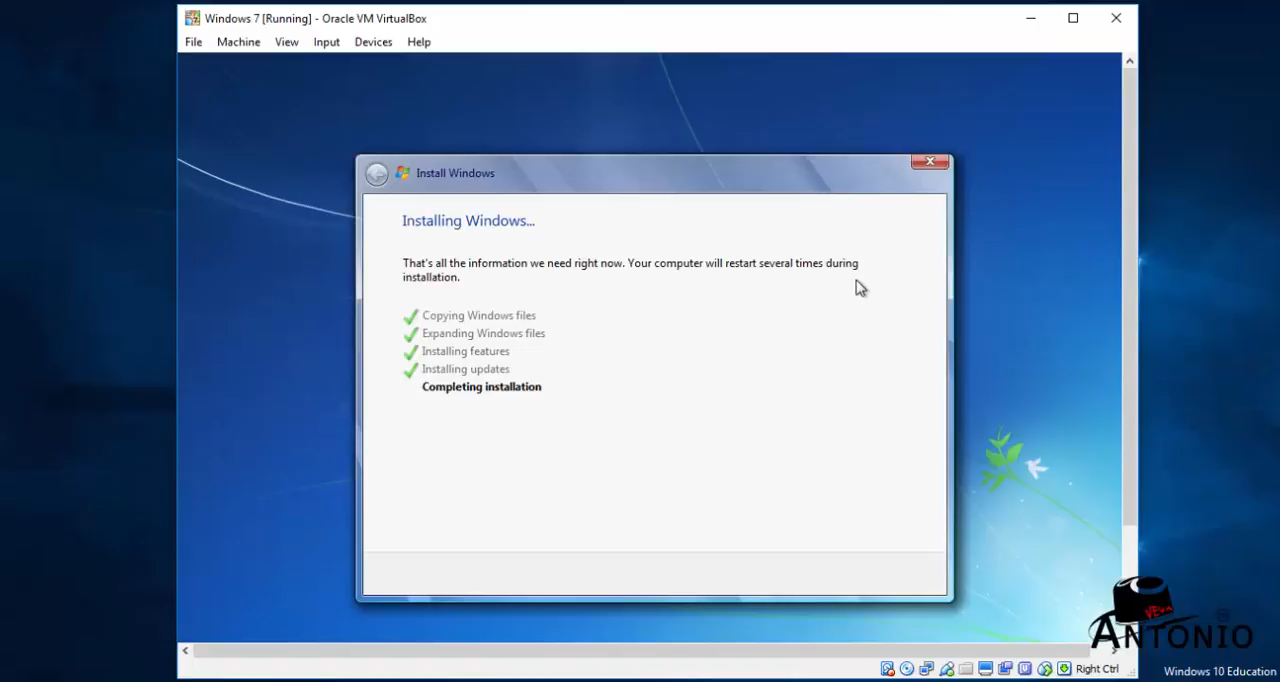 Windows 7 [Running] - Oracle VM VirtualBox
File Machine View Input Devices Help
Install Windows
Installing Windows...
That's all the information we need right now. Your computer will restart several times during
installation.
Copying Windows files
Expanding Windows files
Installing features
Installing updates
Completing installation
VEGA
ANTONIO
Right Ctrl
Windows 10 Education